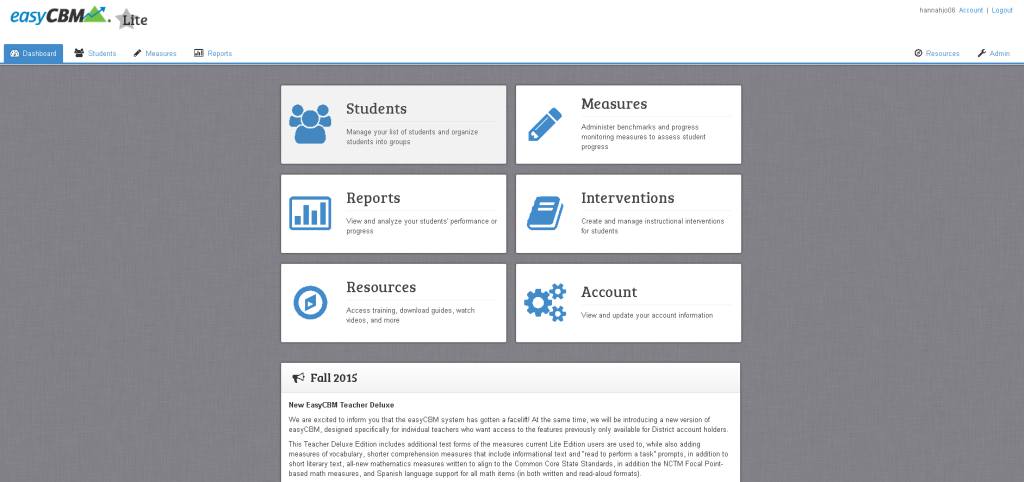 easyCBM. Lite
hannahjo06 Account | Logout
Dashboard Students Measures Reports Resources Admin
Students
Manage your list of students and organize
students into groups
Measures
Administer benchmarks and progress
monitoring measures to assess student
progress
Reports
View and analyze your students' performance or
progress
Interventions
Create and manage instructional interventions
for students
Resources
Access training, download guides, watch
videos, and more
Account
View and update your account information
Fall 2015
New EasyCBM Teacher Deluxe
We are excited to inform you that the easyCBM system has gotten a facelift! At the same time, we will be introducing a new version of
easyCBM, designed specifically for individual teachers who want access to the features previously only available for District account holders.
This Teacher Deluxe Edition includes additional test forms of the measures current Lite Edition users are used to, while also adding
measures of vocabulary, shorter comprehension measures that include informational text and "read to perform a task" prompts, in addition to
short literary text, all-new mathematics measures written to align to the Common Core State Standards, in addition the NCTM Focal Point-
based math measures, and Spanish language support for all math items (in both written and read-aloud formats).